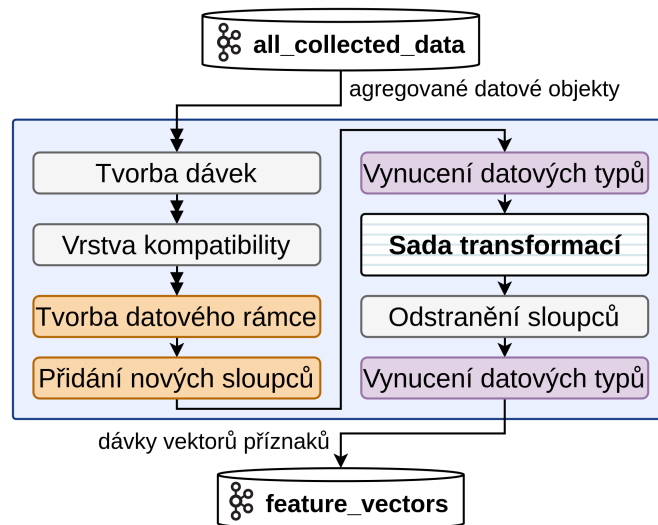 all_collected_data
agregované datové objekty
Tvorba dávek
Vrstva kompatibility
Tvorba datového rámce
Přidání nových sloupců
Vynucení datových typů
Sada transformací
Odstranění sloupců
Vynucení datových typů
dávky vektorů příznaků
feature_vectors